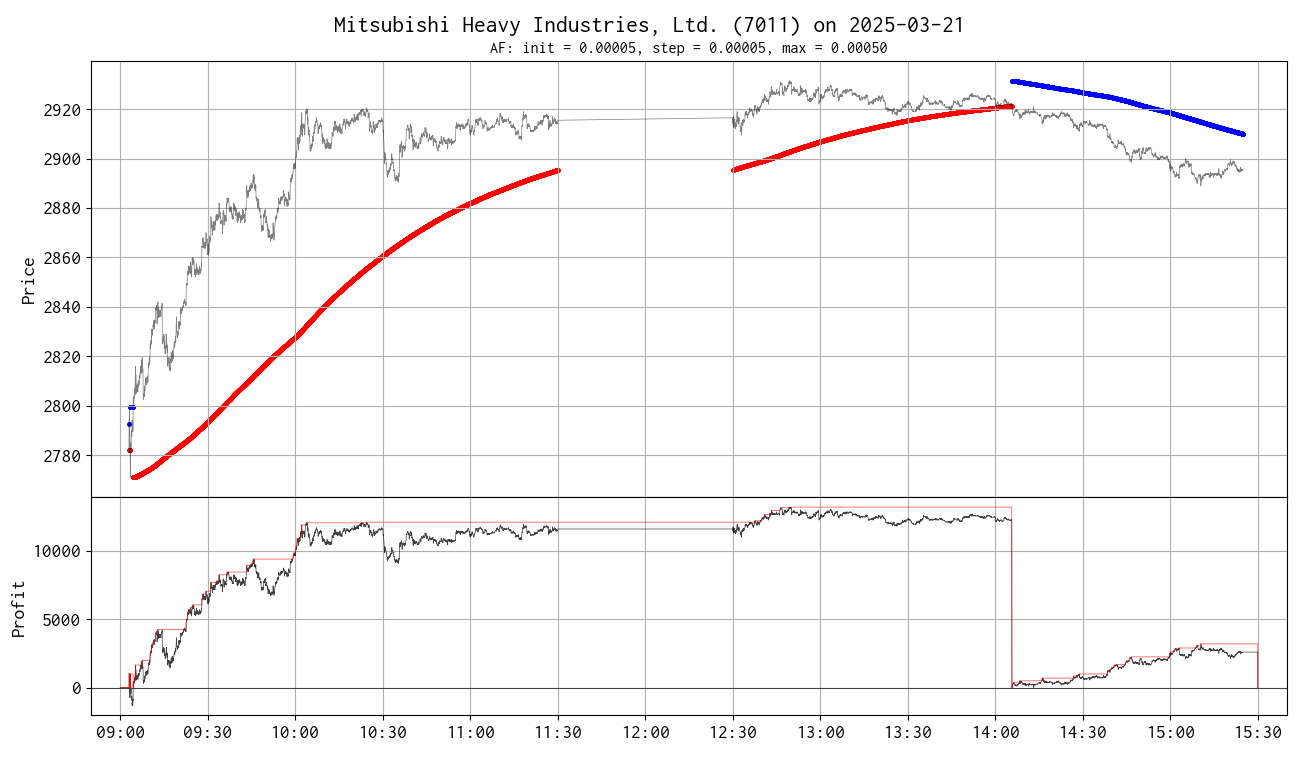 Mitsubishi Heavy Industries, Ltd. (7011) on 2025-03-21
AF: init = 0.00005, step = 0.00005, max = 0.00050
Price
2920
2900
2880
2860
2840
2820
2800
2780
Profit
10000
5000
0
09:00 09:30 10:00 10:30 11:00 11:30 12:00 12:30 13:00 13:30 14:00 14:30 15:00 15:30